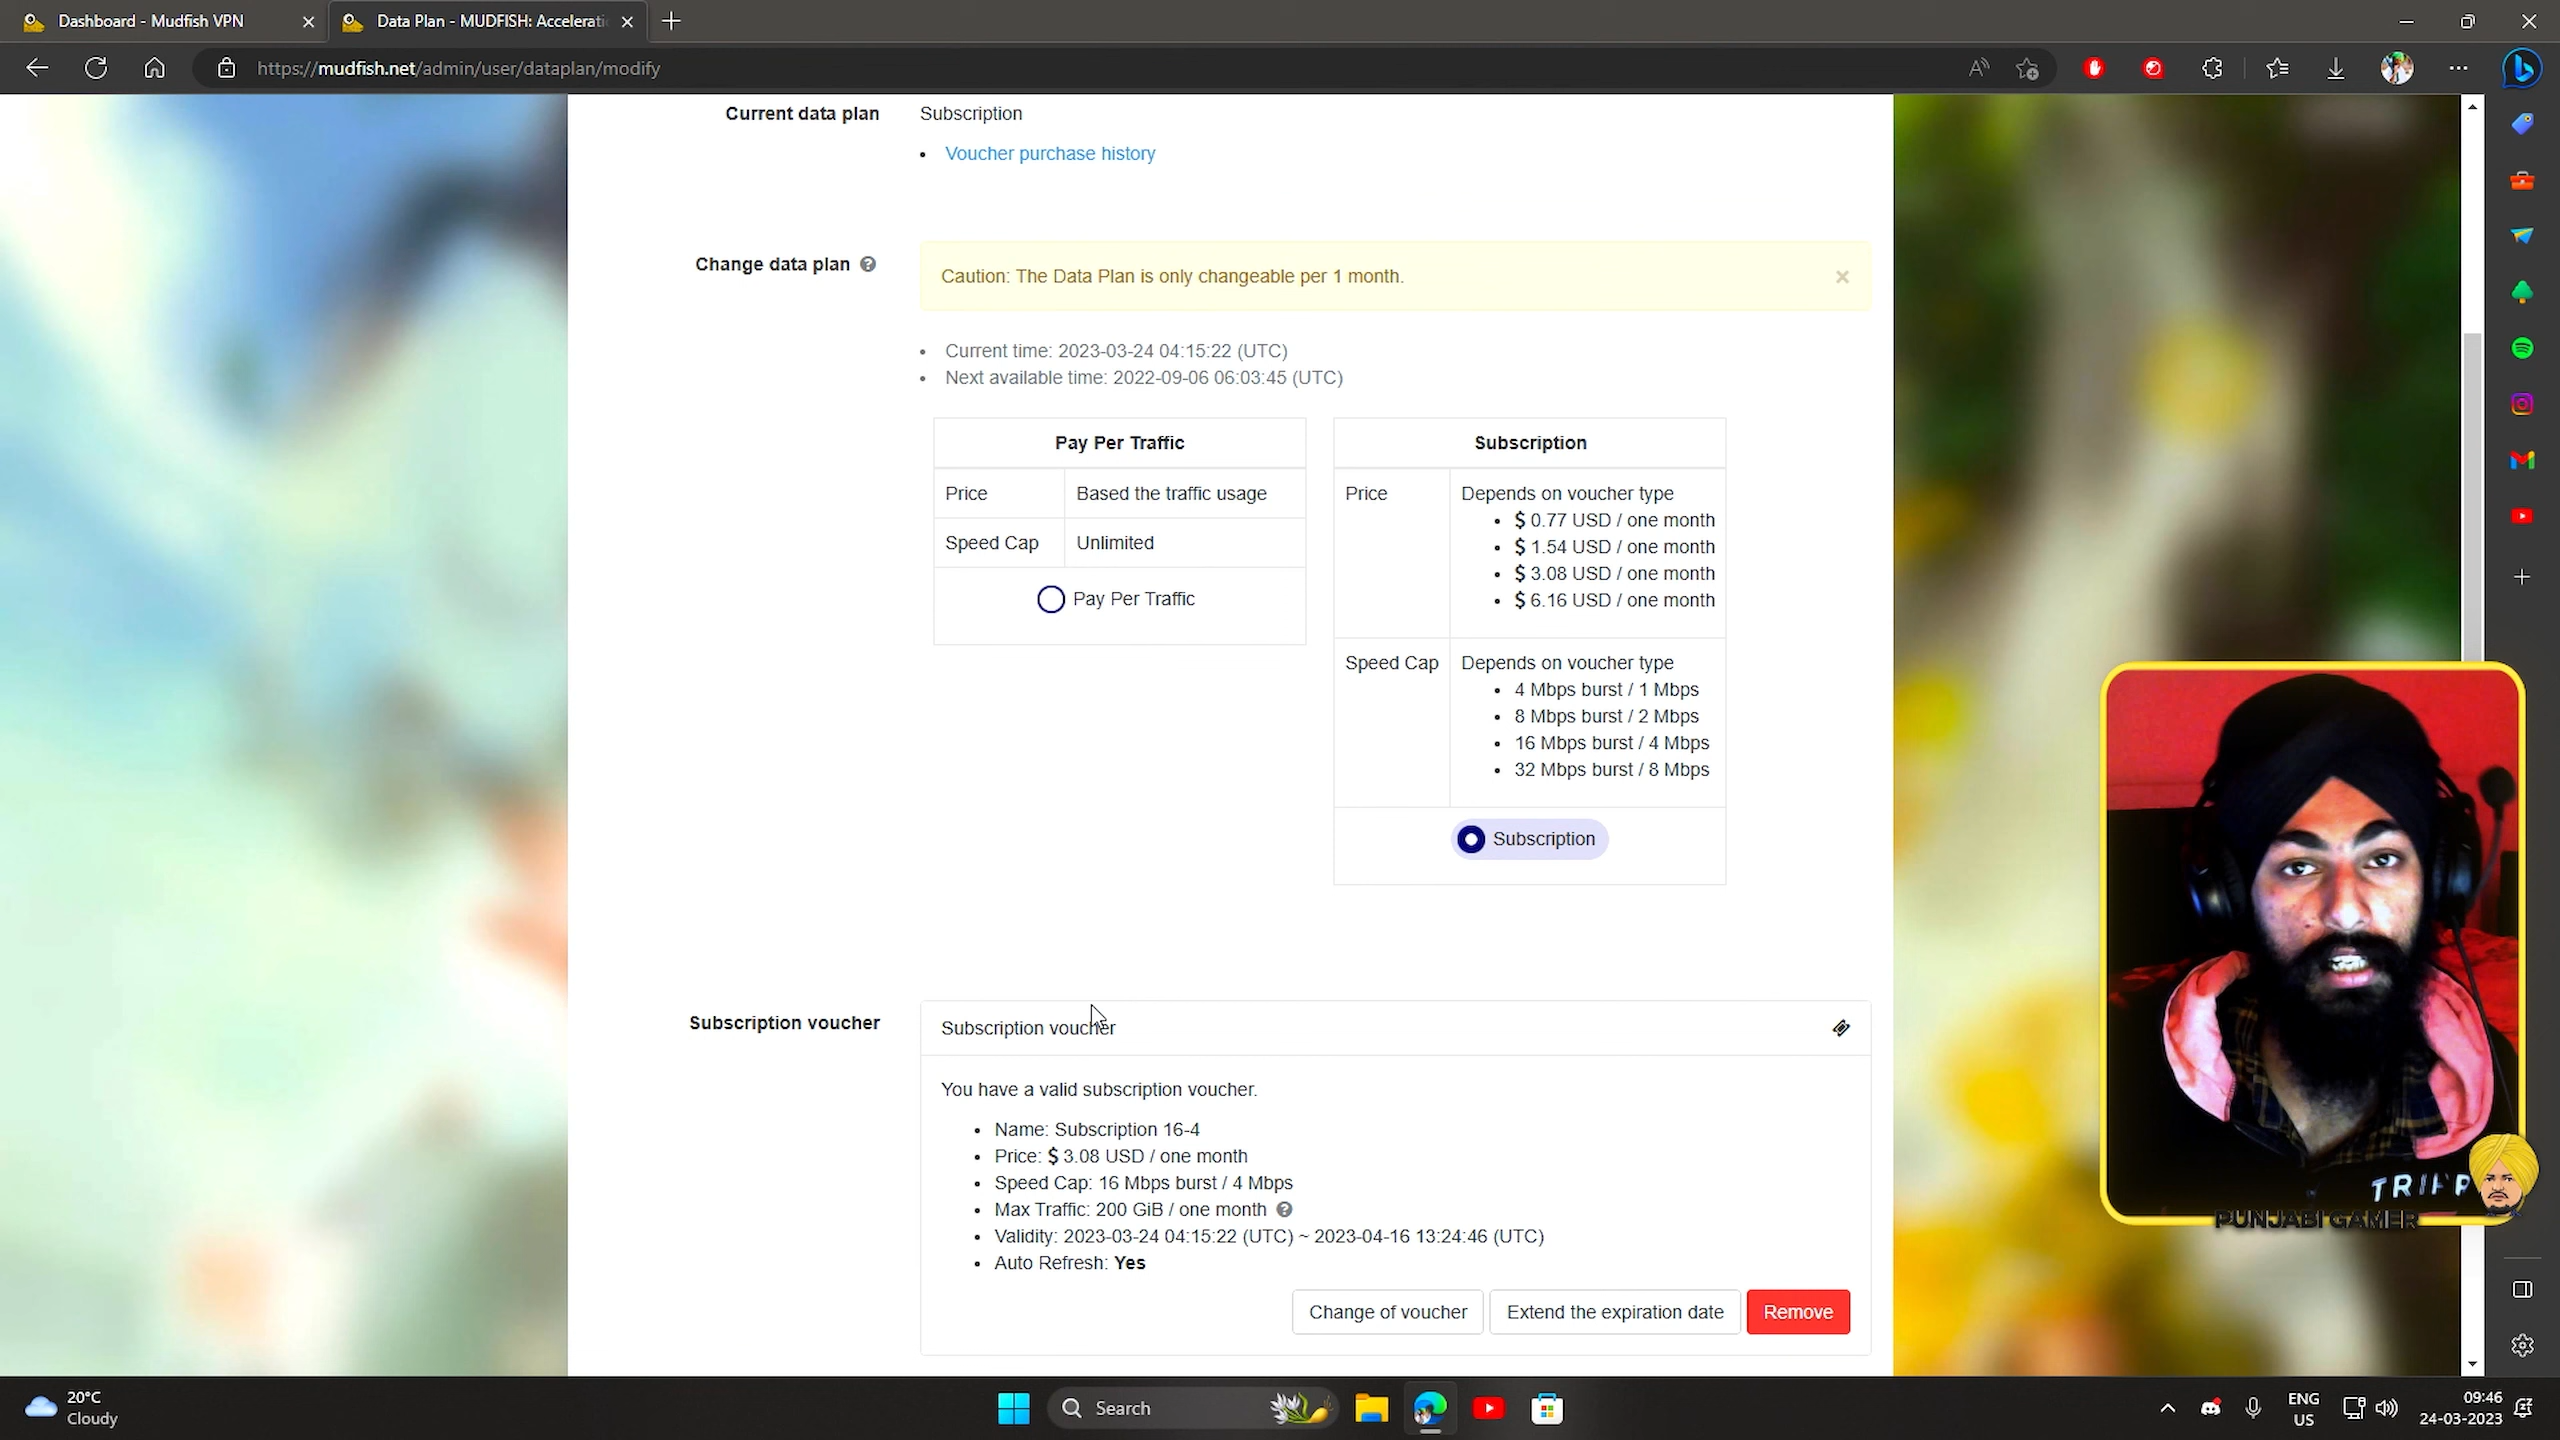 Dashboard - Mudfish VPN
Data Plan - MUDFISH: Accelerati
https://mudfish.net/admin/user/dataplan/modify
Current data plan
Subscription
Voucher purchase history
Change data plan
Caution: The Data Plan is only changeable per 1 month.
Current time: 2023-03-24 04:15:22 (UTC)
Next available time: 2022-09-06 06:03:45 (UTC)
Pay Per Traffic
Price
Based the traffic usage
Speed Cap
Unlimited
Pay Per Traffic
Subscription
Price
Depends on voucher type
$ 0.77 USD / one month
$ 1.54 USD / one month
$ 3.08 USD / one month
$ 6.16 USD / one month
Speed Cap
Depends on voucher type
4 Mbps burst / 1 Mbps
8 Mbps burst / 2 Mbps
16 Mbps burst / 4 Mbps
32 Mbps burst / 8 Mbps
Subscription
Subscription voucher
Subscription voucher
You have a valid subscription voucher.
Name: Subscription 16-4
Price: $ 3.08 USD / one month
Speed Cap: 16 Mbps burst / 4 Mbps
Max Traffic: 200 GiB / one month
Validity: 2023-03-24 04:15:22 (UTC) ~ 2023-04-16 13:24:46 (UTC)
Auto Refresh: Yes
Change of voucher
Extend the expiration date
Remove
PUNJABI GAMER
20°C
Cloudy
Search
ENG
US
09:46
24-03-2023